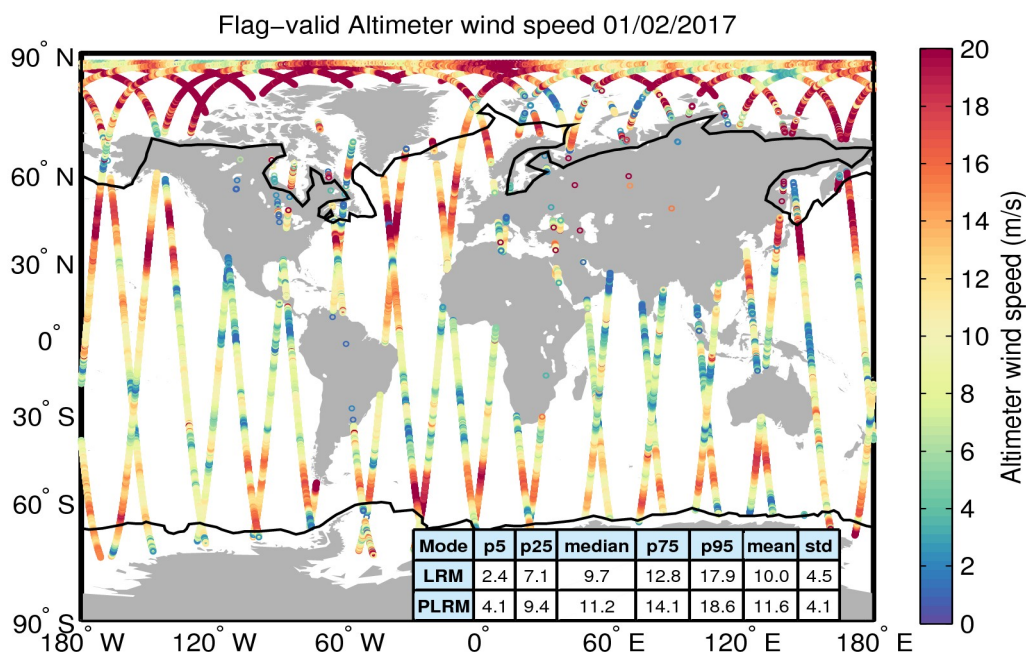 Flag−valid Altimeter wind speed 01/02/2017
90° N
60° N
30° N
0°
30° S
60° S
90° S
180° W
120° W
60° W
0°
60° E
120° E
180° E
Mode p5 p25 median p75 p95 mean std
LRM 2.4 7.1 9.7 12.8 17.9 10.0 4.5
PLRM 4.1 9.4 11.2 14.1 18.6 11.6 4.1
20
18
16
14
12
10
8
6
4
2
0
Altimeter wind speed (m/s)